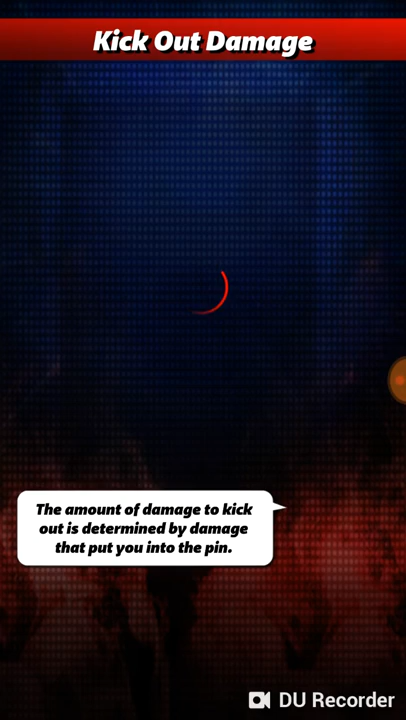 Kick Out Damage
The amount of damage to kick
out is determined by damage
that put you into the pin.
DU Recorder